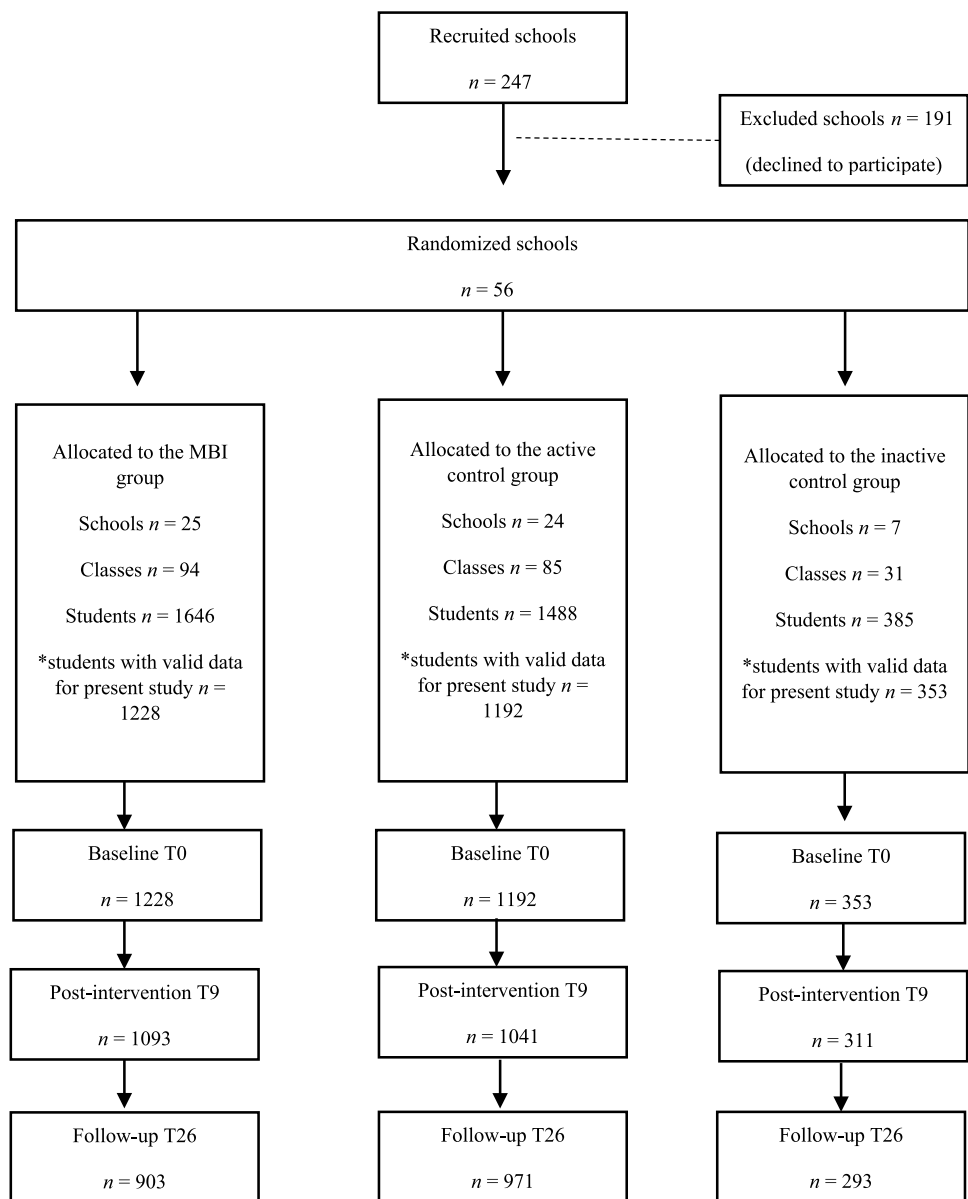 Recruited schools
n = 247
Excluded schools n = 191
(declined to participate)
Randomized schools
n = 56
Allocated to the MBI
group
Schools n = 25
Classes n = 94
Students n = 1646
*students with valid data
for present study n =
1228
Allocated to the active
control group
Schools n = 24
Classes n = 85
Students n = 1488
*students with valid data
for present study n =
1192
Allocated to the inactive
control group
Schools n = 7
Classes n = 31
Students n = 385
*students with valid data
for present study n = 353
Baseline T0
n = 1228
Baseline T0
n = 1192
Baseline T0
n = 353
Post-intervention T9
n = 1093
Post-intervention T9
n = 1041
Post-intervention T9
n = 311
Follow-up T26
n = 903
Follow-up T26
n = 971
Follow-up T26
n = 293